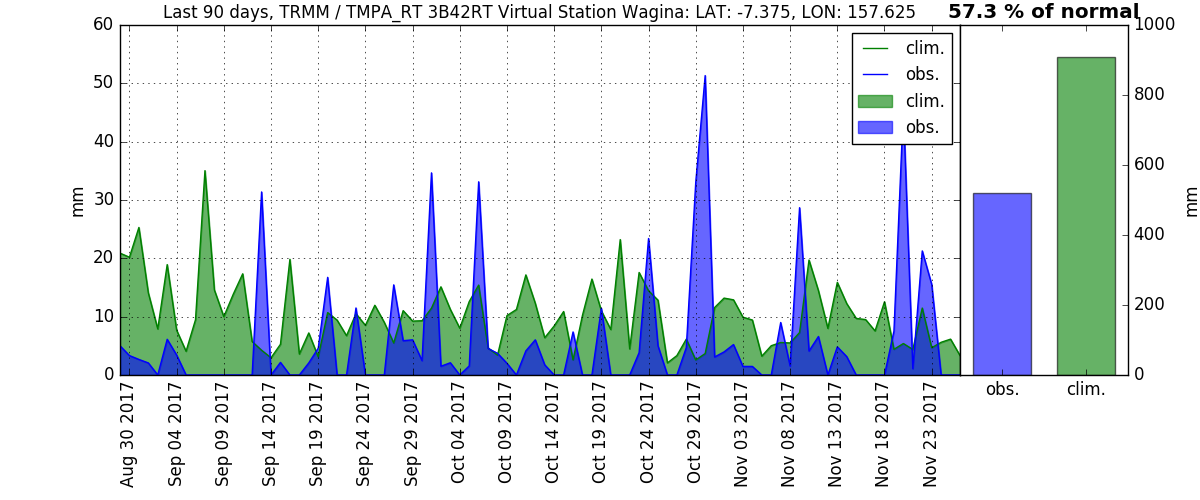 Last 90 days, TRMM / TMPA_RT 3B42RT Virtual Station Wagina: LAT: -7.375, LON: 157.625
57.3 % of normal
60
50
40
30
20
10
0
mm
clim.
obs.
clim.
obs.
Aug 30 2017
Sep 04 2017
Sep 09 2017
Sep 14 2017
Sep 19 2017
Sep 24 2017
Sep 29 2017
Oct 04 2017
Oct 09 2017
Oct 14 2017
Oct 19 2017
Oct 24 2017
Oct 29 2017
Nov 03 2017
Nov 08 2017
Nov 13 2017
Nov 18 2017
Nov 23 2017
obs.
clim.
1000
800
600
400
200
0
mm